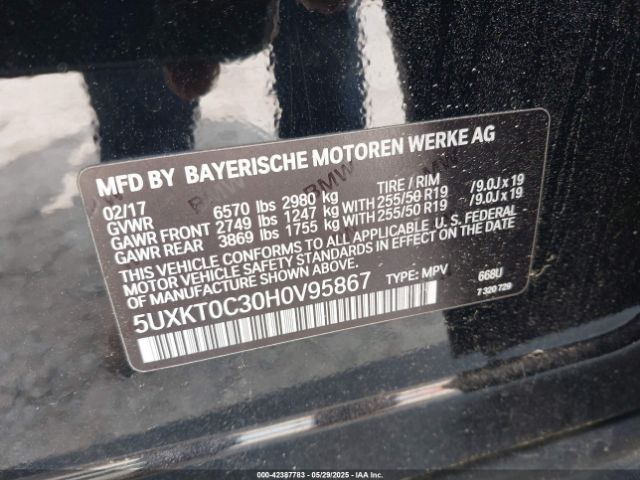 MFD BY BAYERISCHE MOTOREN WERKE AG
02/17 TIRE / RIM
GVWR 6570 lbs 2980 kg
GAWR FRONT 2749 lbs 1247 kg WITH 255/50 R19 /9.0J x 19
GAWR REAR 3869 lbs 1755 kg WITH 255/50 R19 /9.0J x 19
THIS VEHICLE CONFORMS TO ALL APPLICABLE U.S. FEDERAL
MOTOR VEHICLE SAFETY STANDARDS IN EFFECT ON THE DATE
OF MANUFACTURE SHOWN ABOVE.
5UXKT0C30H0V95867 TYPE: MPV 668U
7 320 729
000-42387783 - 05/29/2025 - IAAI.COM